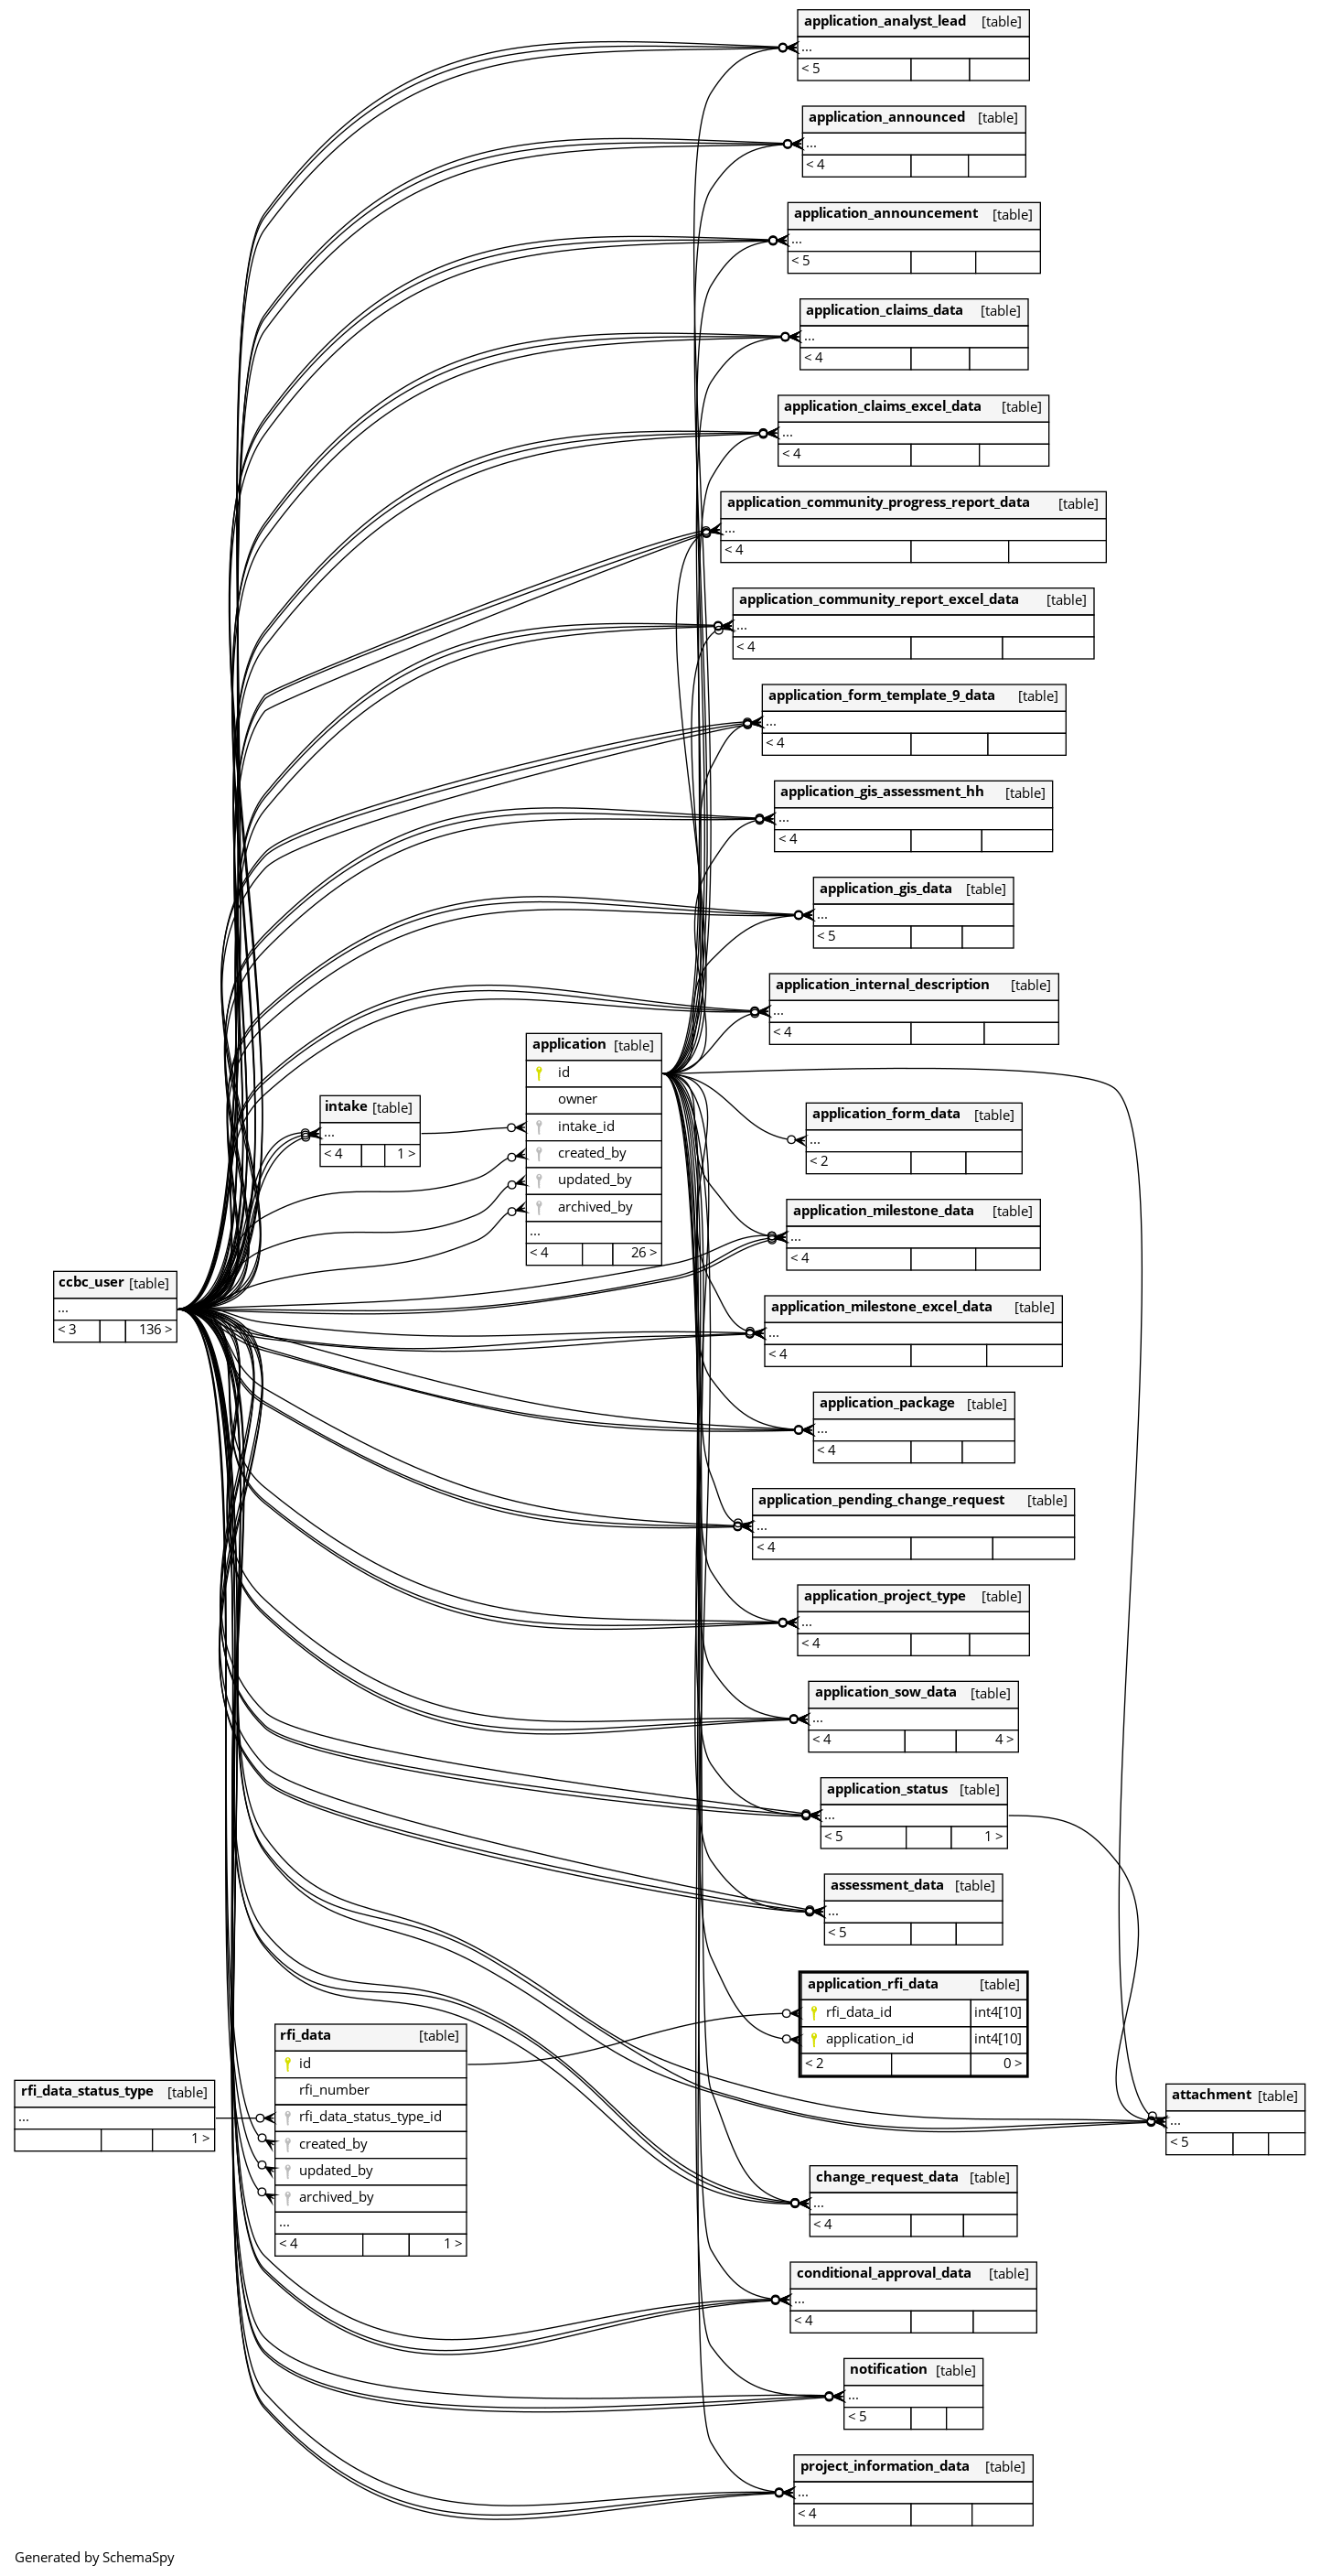 application_analyst_lead [table]
...
< 5
application_announced [table]
...
< 4
application_announcement [table]
...
< 5
application_claims_data [table]
...
< 4
application_claims_excel_data [table]
...
< 4
application_community_progress_report_data [table]
...
< 4
application_community_report_excel_data [table]
...
< 4
application_form_template_9_data [table]
...
< 4
application_gis_assessment_hh [table]
...
< 4
application_gis_data [table]
...
< 5
application_internal_description [table]
...
< 4
application [table]
id
owner
intake_id
created_by
updated_by
archived_by
...
< 4 26 >
intake [table]
...
< 4 1 >
application_form_data [table]
...
< 2
application_milestone_data [table]
...
< 4
ccbc_user [table]
...
< 3 136 >
application_milestone_excel_data [table]
...
< 4
application_package [table]
...
< 4
application_pending_change_request [table]
...
< 4
application_project_type [table]
...
< 4
application_sow_data [table]
...
< 4 4 >
application_status [table]
...
< 5 1 >
assessment_data [table]
...
< 5
application_rfi_data [table]
rfi_data_id int4[10]
application_id int4[10]
< 2 0 >
rfi_data [table]
id
rfi_number
rfi_data_status_type_id
created_by
updated_by
archived_by
...
< 4 1 >
rfi_data_status_type [table]
...
1 >
attachment [table]
...
< 5
change_request_data [table]
...
< 4
conditional_approval_data [table]
...
< 4
notification [table]
...
< 5
project_information_data [table]
...
< 4
Generated by SchemaSpy